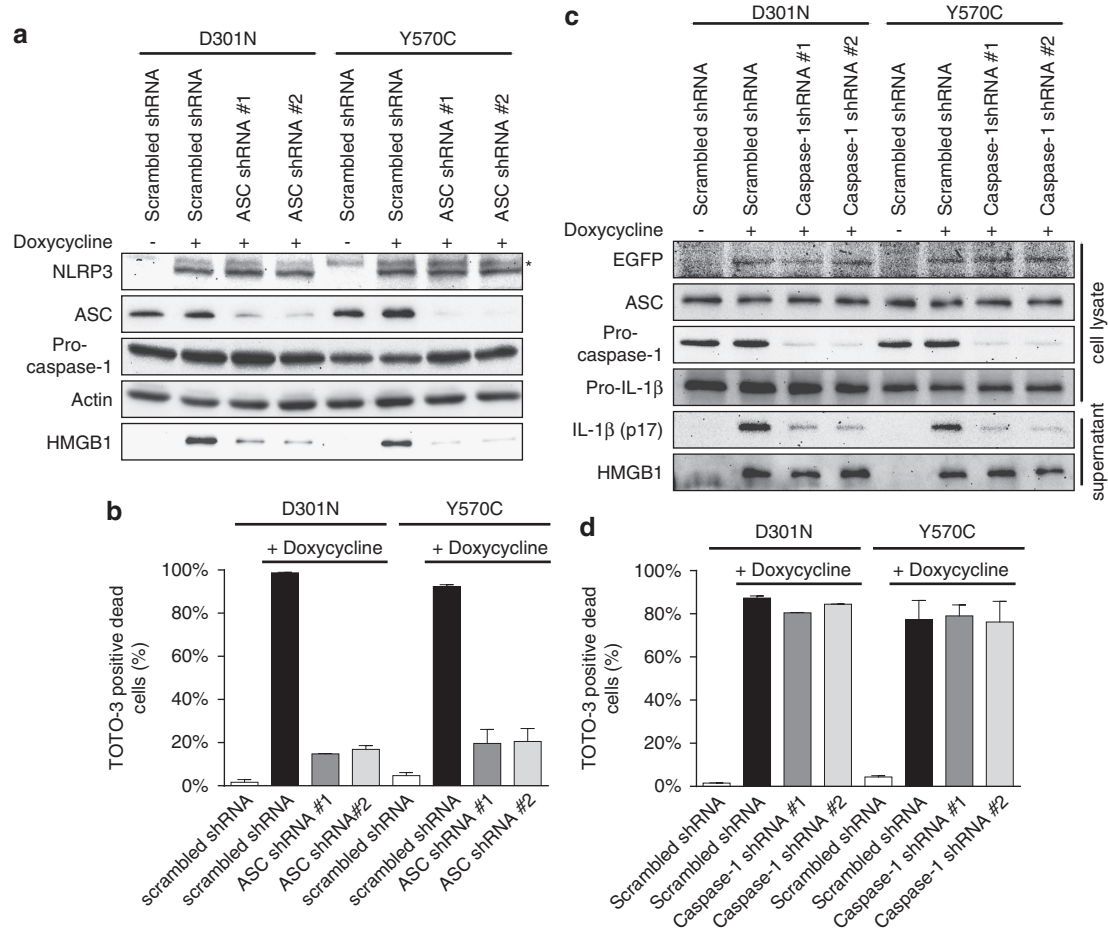 a
D301N
Y570C
Scrambled shRNA
Scrambled shRNA
ASC shRNA #1
ASC shRNA #2
Scrambled shRNA
Scrambled shRNA
ASC shRNA #1
ASC shRNA #2
Doxycycline - + + + - + + +
NLRP3
*
ASC
Pro-
caspase-1
Actin
HMGB1
b
D301N
Y570C
+ Doxycycline
+ Doxycycline
TOTO-3 positive dead
cells (%)
100%
80%
60%
40%
20%
0%
scrambled shRNA
scrambled shRNA
ASC shRNA #1
ASC shRNA#2
scrambled shRNA
scrambled shRNA
ASC shRNA #1
ASC shRNA #2
c
D301N
Y570C
Scrambled shRNA
Scrambled shRNA
Caspase-1shRNA #1
Caspase-1 shRNA #2
Scrambled shRNA
Scrambled shRNA
Caspase-1shRNA #1
Caspase-1 shRNA #2
Doxycycline - + + + - + + +
EGFP
ASC
Pro-
caspase-1
Pro-IL-1β
IL-1β (p17)
HMGB1
cell lysate
supernatant
d
D301N
Y570C
+ Doxycycline
+ Doxycycline
TOTO-3 positive dead
cells (%)
100%
80%
60%
40%
20%
0%
Scrambled shRNA
Scrambled shRNA
Caspase-1 shRNA #1
Caspase-1 shRNA #2
Scrambled shRNA
Scrambled shRNA
Caspase-1 shRNA #1
Caspase-1 shRNA #2